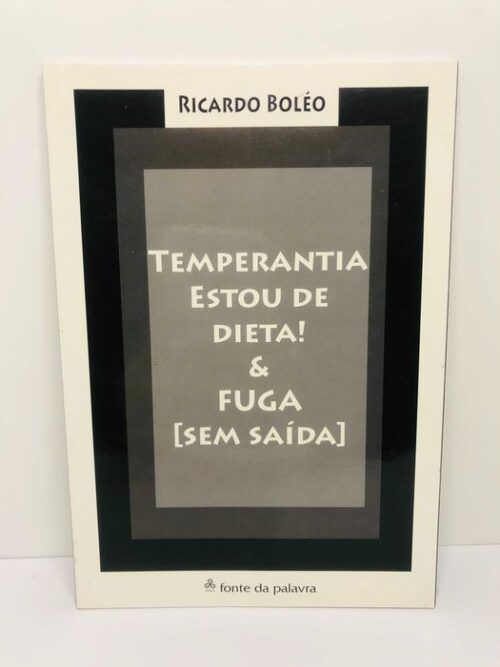 RICARDO BOLÉO
TEMPERANTIA
ESTOU DE
DIETA!
&
FUGA
[SEM SAÍDA]
fonte da palavra